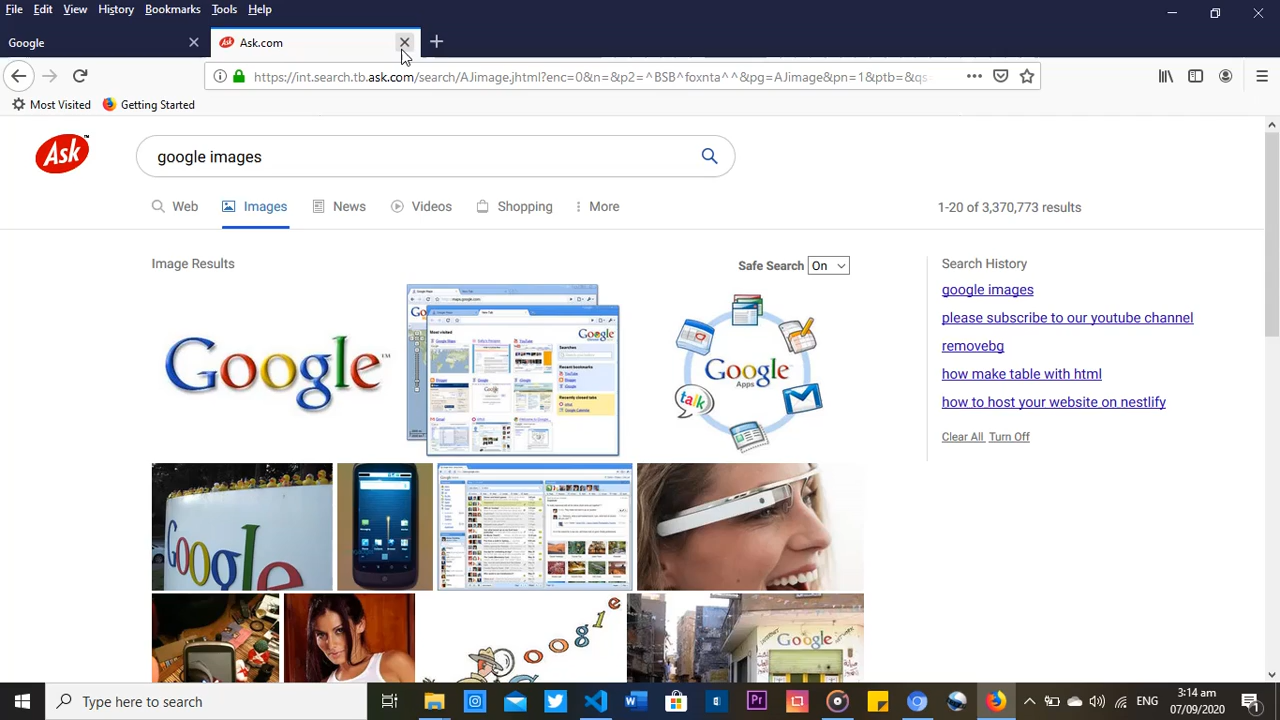 File Edit View History Bookmarks Tools Help
Google
Ask.com
https://int.search.tb.ask.com/search/AJimage.jhtml?enc=0&n=&p2=^BSB^foxnta^^&pg=AJimage&pn=1&ptb=&qs=
Most Visited Getting Started
Ask
google images
Web Images News Videos Shopping More
1-20 of 3,370,773 results
Image Results
Safe Search On
Search History
google images
please subscribe to our youtube channel
removebg
how make table with html
how to host your website on nestlify
Clear All Turn Off
Google™
Google
Apps
talk
Google
Google
Type here to search
ENG
3:14 am
07/09/2020